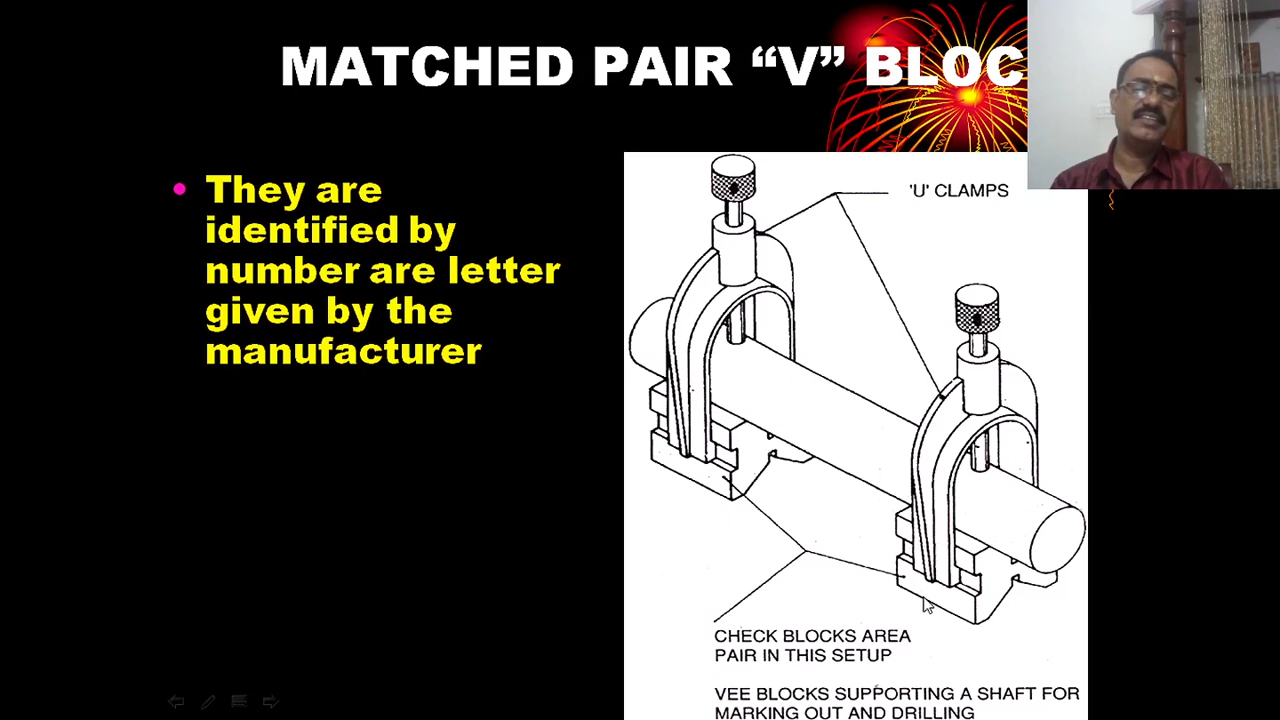 MATCHED PAIR “V” BLOC
They are
identified by
number are letter
given by the
manufacturer
'U' CLAMPS
CHECK BLOCKS AREA
PAIR IN THIS SETUP
VEE BLOCKS SUPPORTING A SHAFT FOR
MARKING OUT AND DRILLING